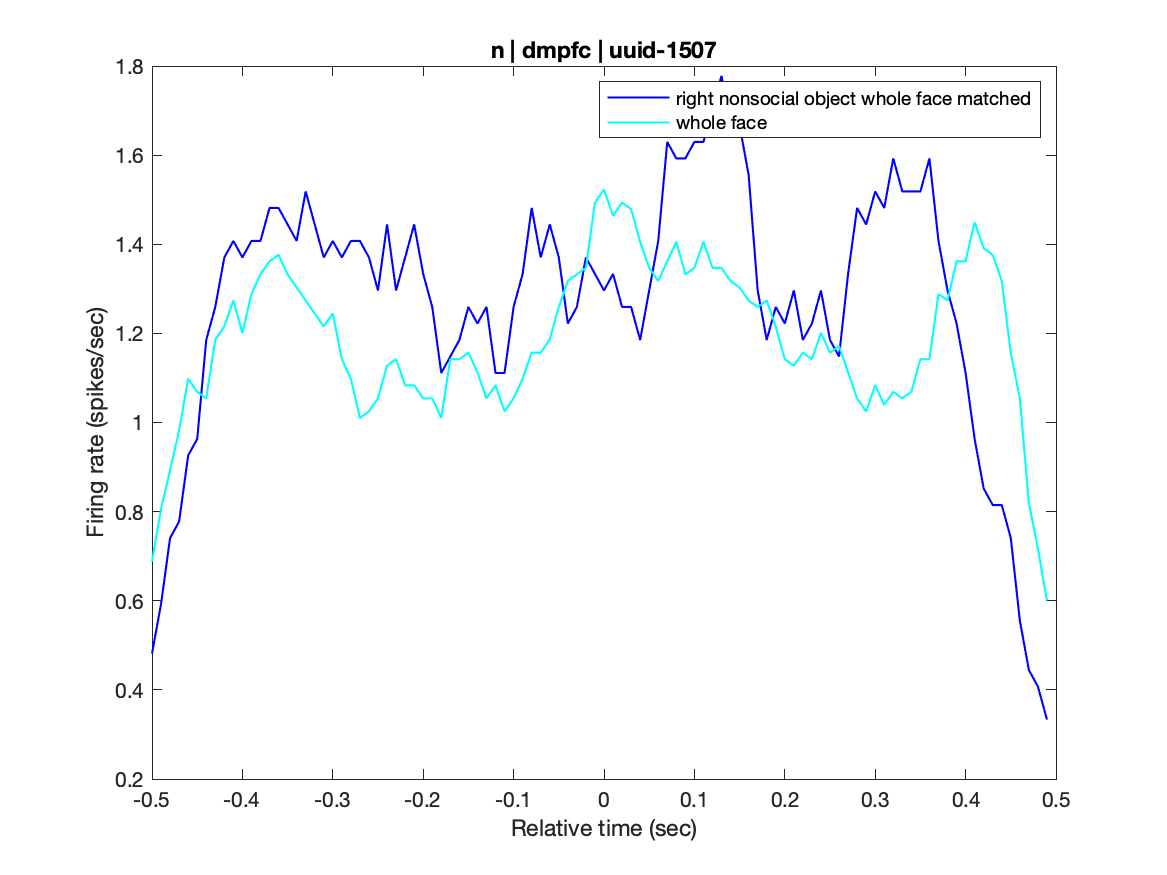 n | dmpfc | uuid-1507
right nonsocial object whole face matched
whole face
1.8
1.6
1.4
1.2
1
0.8
0.6
0.4
0.2
Firing rate (spikes/sec)
-0.5 -0.4 -0.3 -0.2 -0.1 0 0.1 0.2 0.3 0.4 0.5
Relative time (sec)